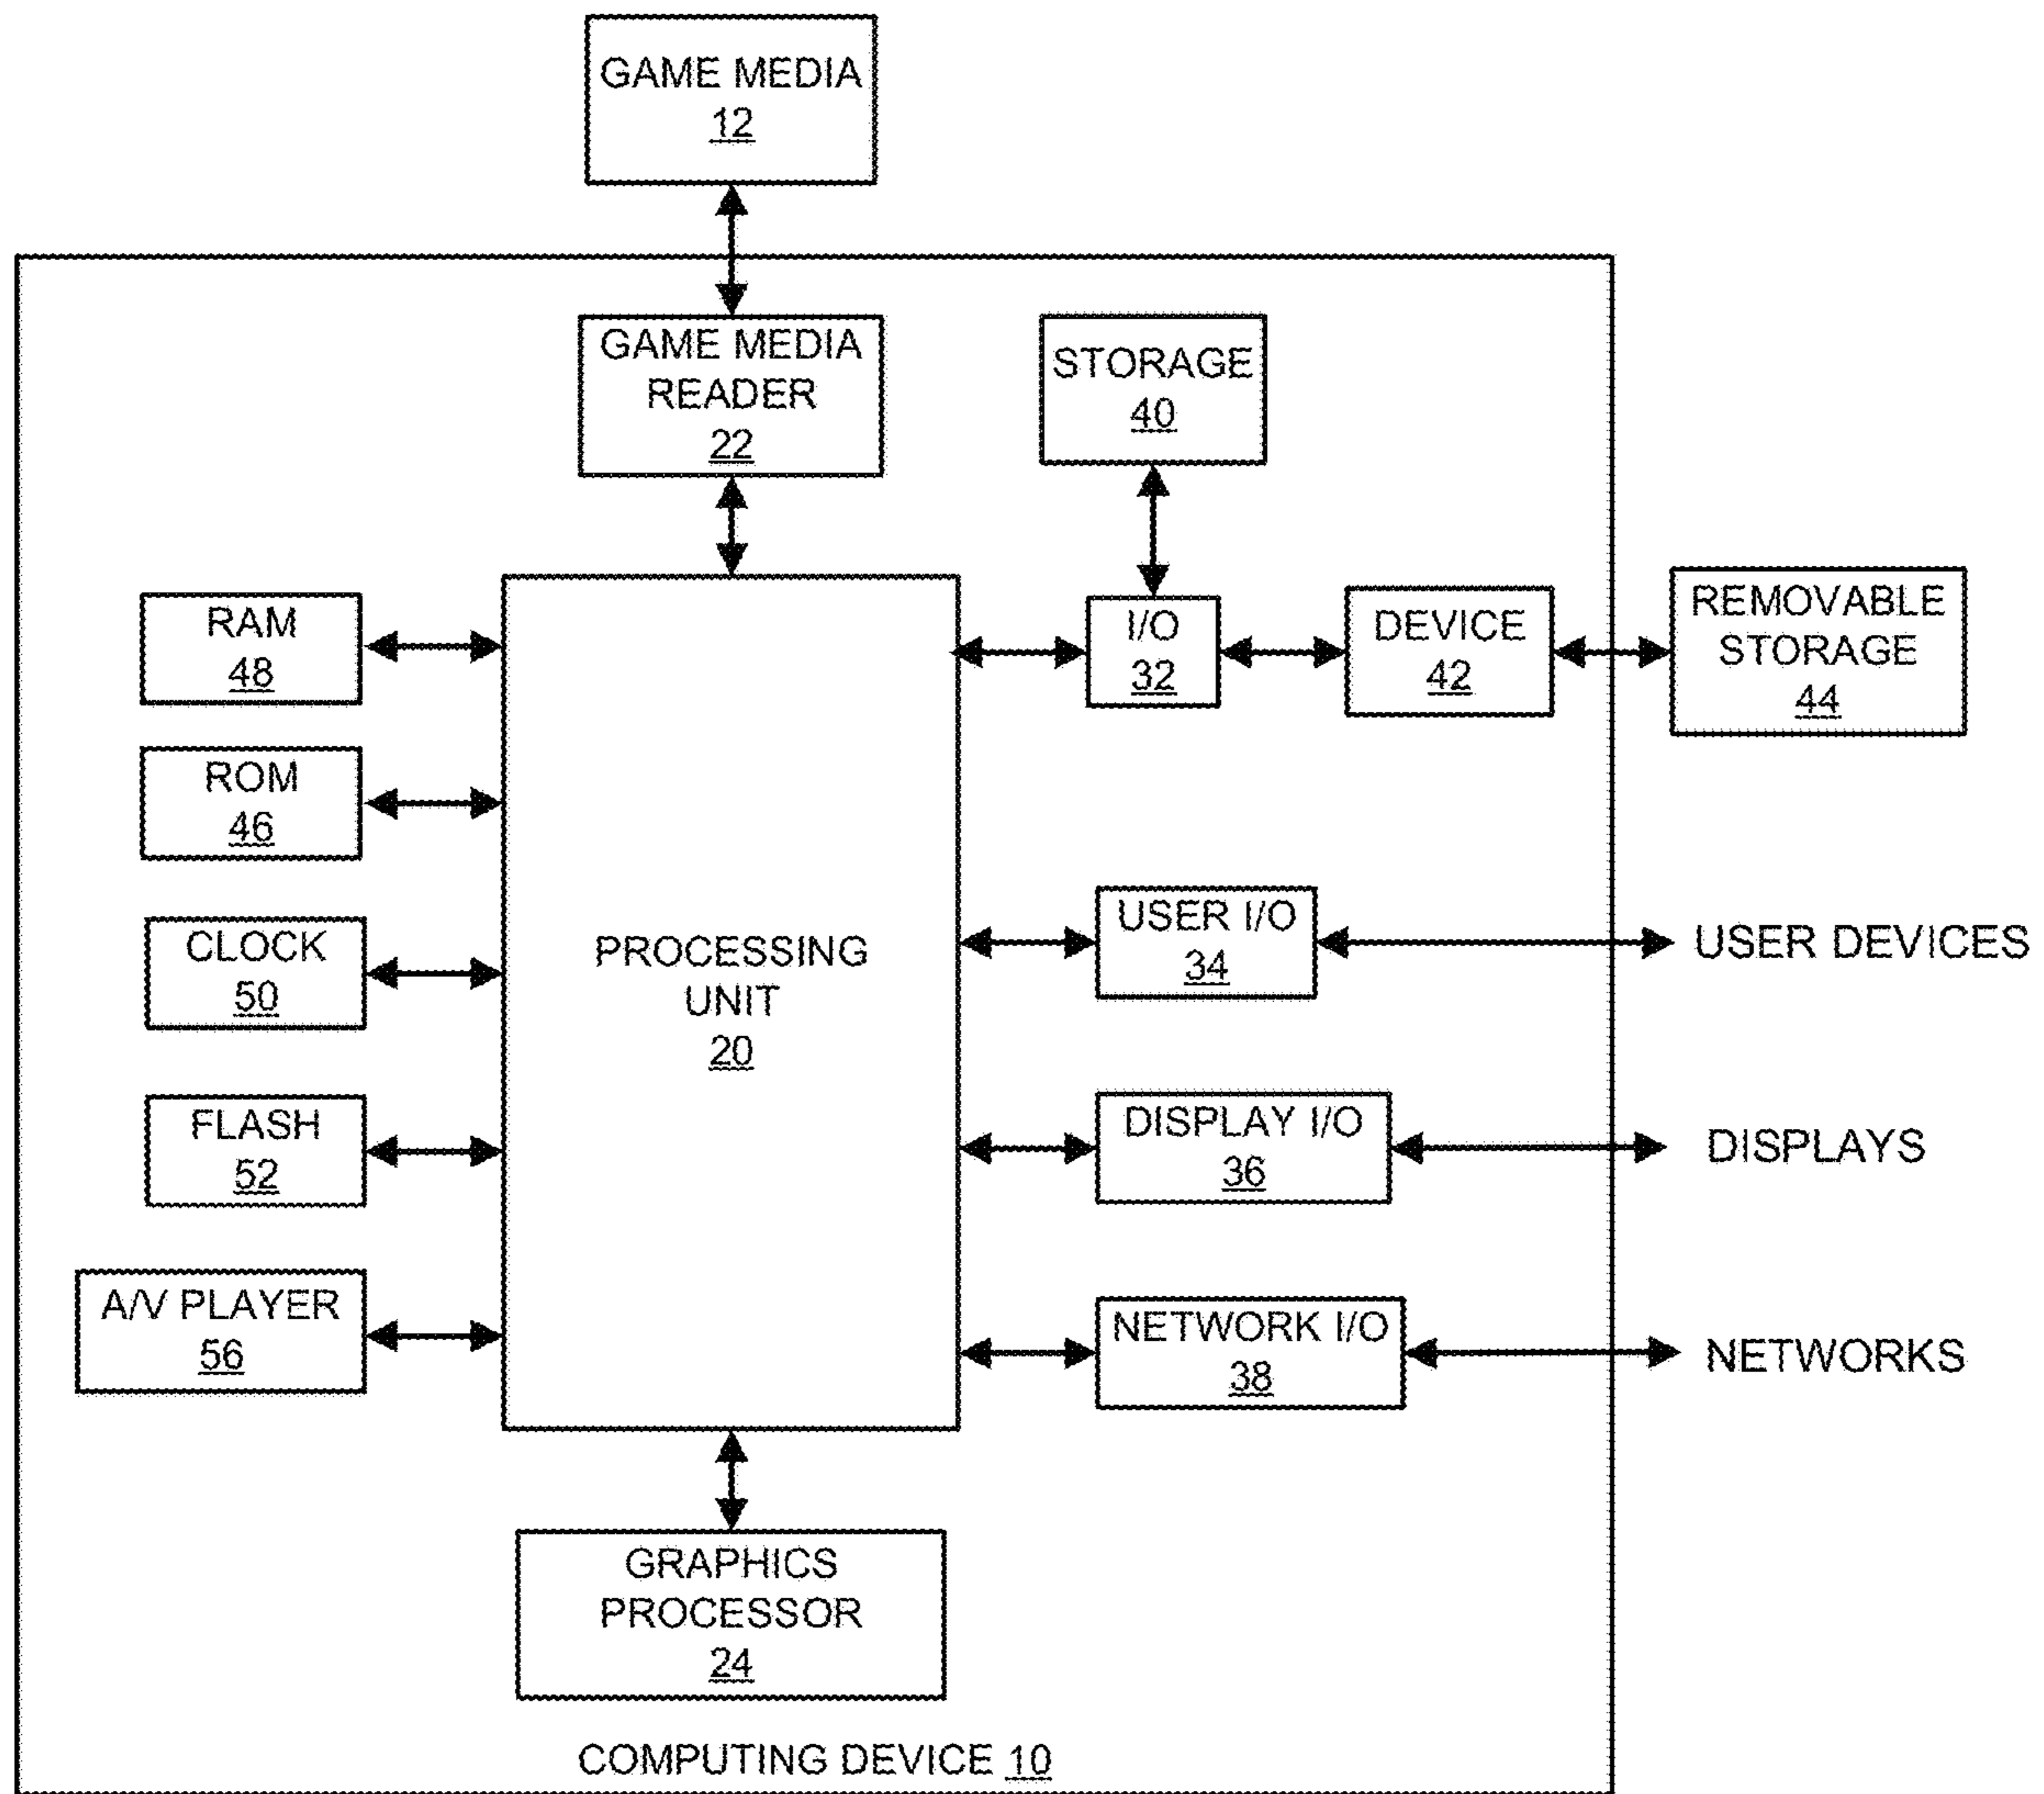 GAME MEDIA
12
GAME MEDIA
READER
22
STORAGE
40
RAM
48
I/O
32
DEVICE
42
REMOVABLE
STORAGE
44
ROM
46
CLOCK
50
PROCESSING
UNIT
20
USER I/O
34
USER DEVICES
FLASH
52
DISPLAY I/O
36
DISPLAYS
A/V PLAYER
56
NETWORK I/O
38
NETWORKS
GRAPHICS
PROCESSOR
24
COMPUTING DEVICE 10